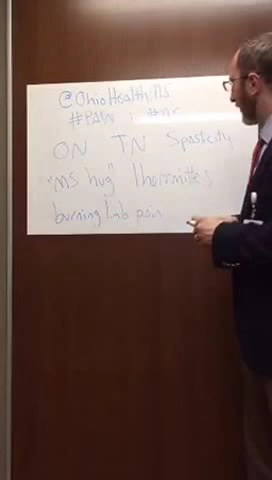 @OhioHealthMS
#PAIN
ON TN Spasticity
"MS hug" Lhermitte's
burning limb pain